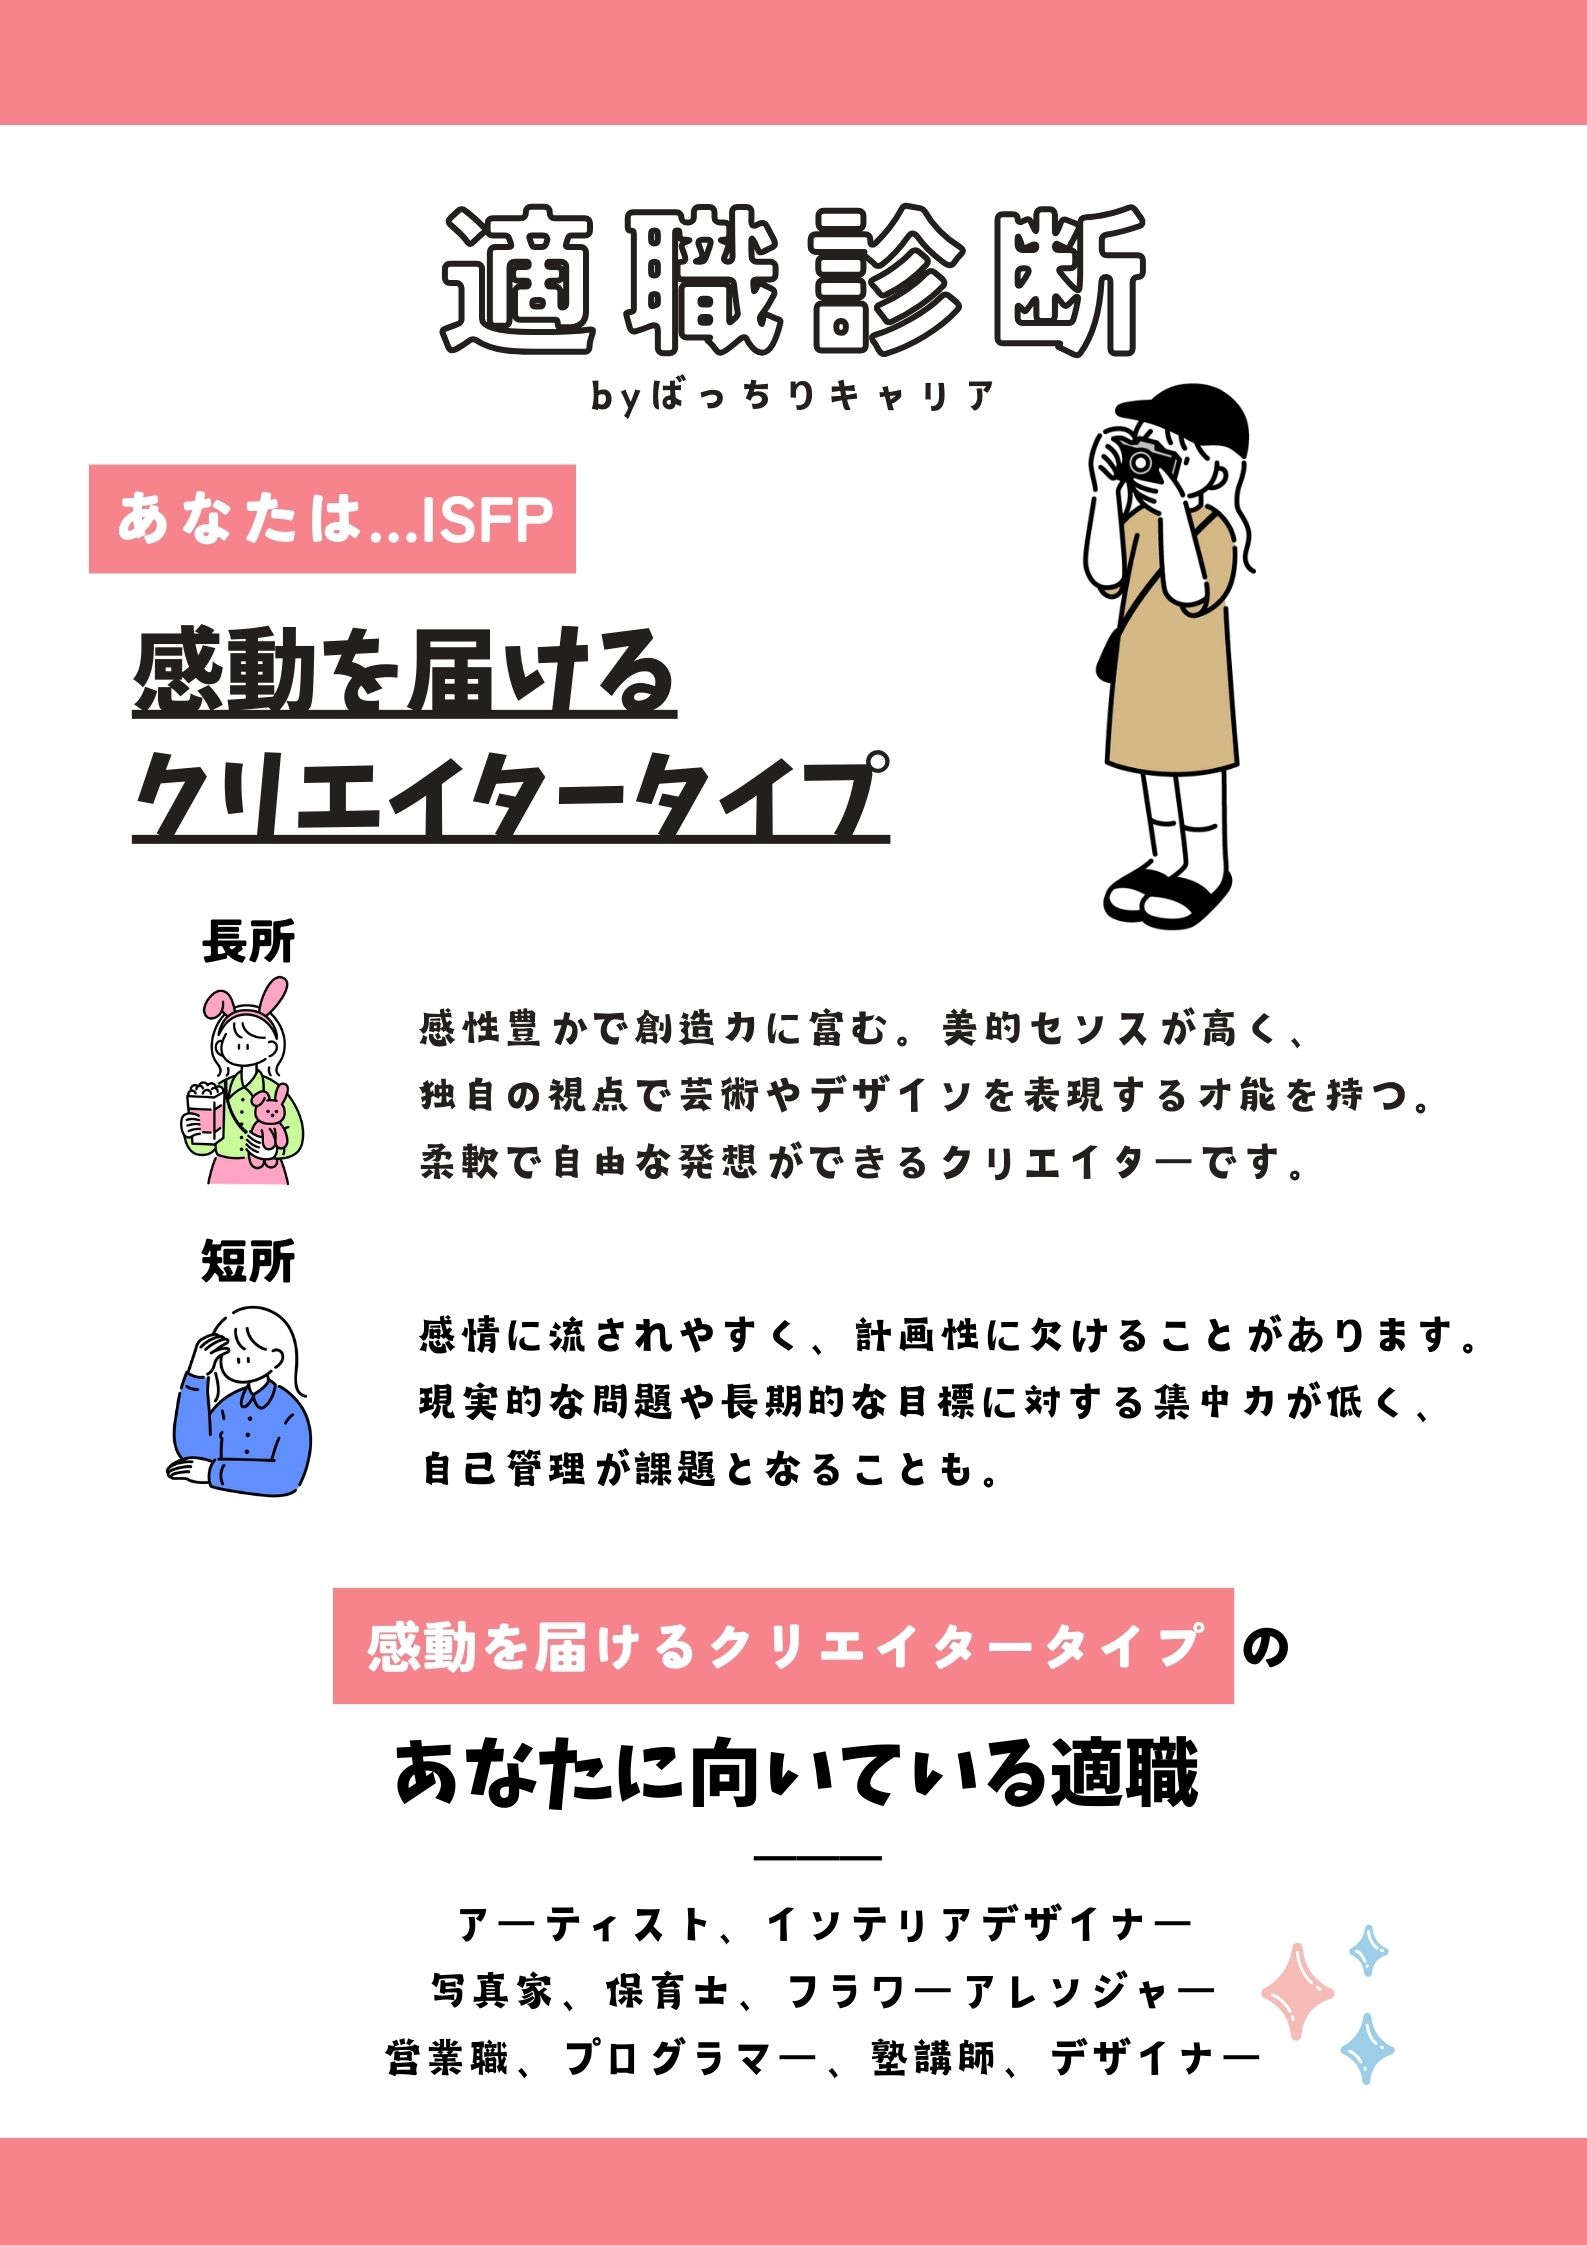 適職診断
byばっちりキャリア
あなたは...ISFP
感動を届ける
クリエイタータイプ
長所
感性豊かで創造力に富む。美的センスが高く、
独自の視点で芸術やデザインを表現する才能を持つ。
柔軟で自由な発想ができるクリエイターです。
短所
感情に流されやすく、計画性に欠けることがあります。
現実的な問題や長期的な目標に対する集中力が低く、
自己管理が課題となることも。
感動を届けるクリエイタータイプの
あなたに向いている適職
アーティスト、インテリアデザイナー
写真家、保育士、フラワーアレンジャー
営業職、プログラマー、塾講師、デザイナー